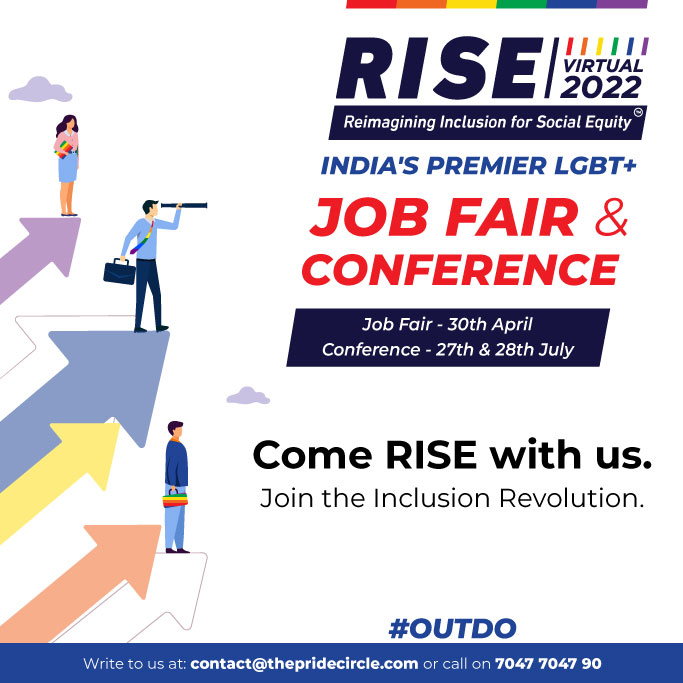 RISE
VIRTUAL
2022
Reimagining Inclusion for Social Equity™
INDIA'S PREMIER LGBT+
JOB FAIR &
CONFERENCE
Job Fair - 30th April
Conference - 27th & 28th July
Come RISE with us.
Join the Inclusion Revolution.
#OUTDO
Write to us at: contact@thepridecircle.com or call on 7047 7047 90